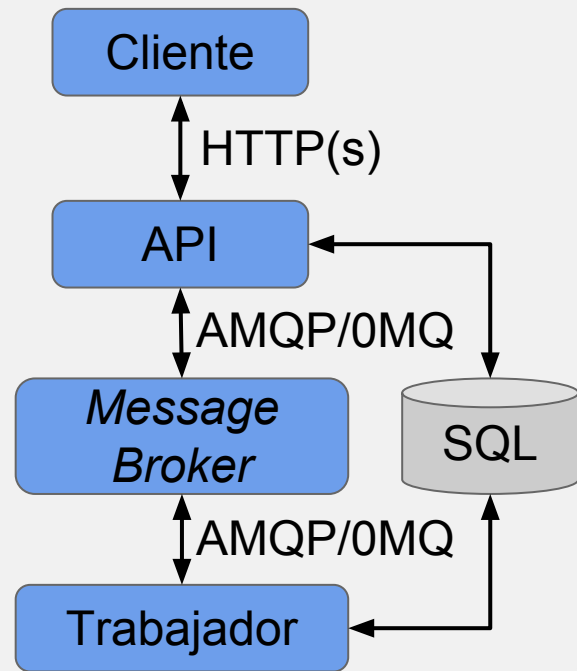 Cliente
HTTP(s)
API
AMQP/0MQ
Message
Broker
SQL
AMQP/0MQ
Trabajador